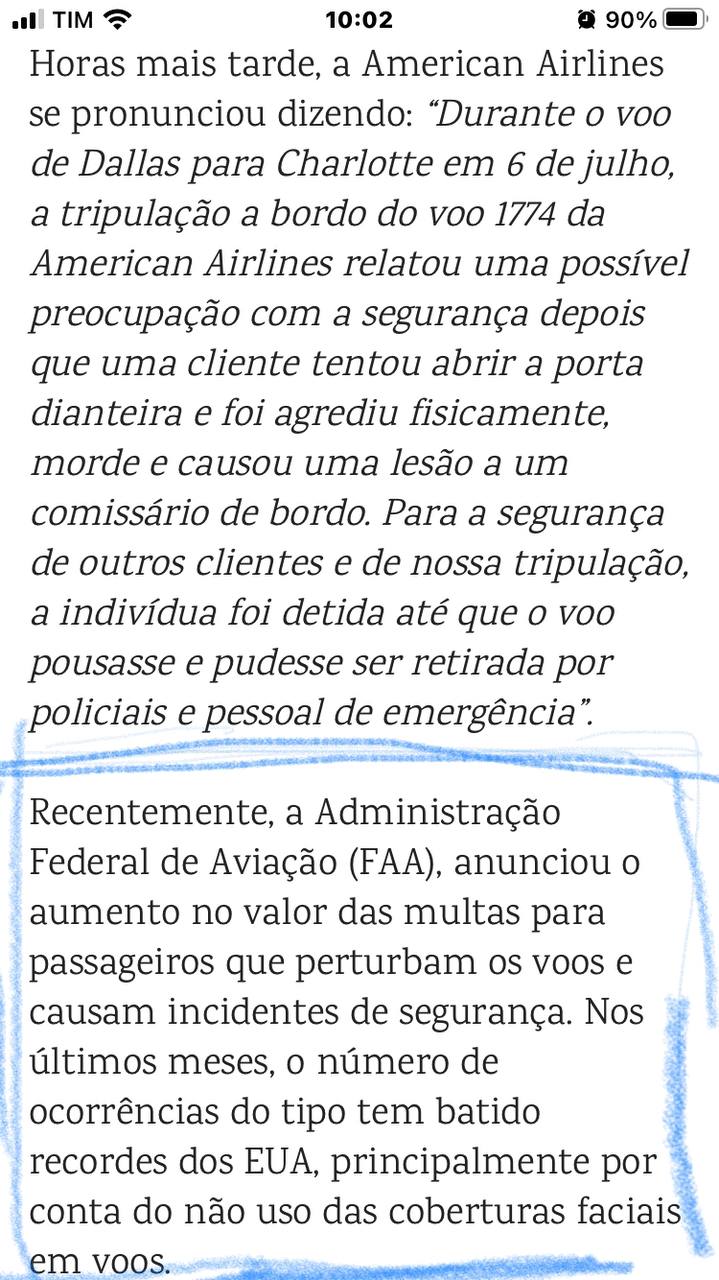 TIM 10:02 90%
Horas mais tarde, a American Airlines
se pronunciou dizendo: “Durante o voo
de Dallas para Charlotte em 6 de julho,
a tripulação a bordo do voo 1774 da
American Airlines relatou uma possível
preocupação com a segurança depois
que uma cliente tentou abrir a porta
dianteira e foi agrediu fisicamente,
morde e causou uma lesão a um
comissário de bordo. Para a segurança
de outros clientes e de nossa tripulação,
a indivídua foi detida até que o voo
pousasse e pudesse ser retirada por
policiais e pessoal de emergência”.
Recentemente, a Administração
Federal de Aviação (FAA), anunciou o
aumento no valor das multas para
passageiros que perturbam os voos e
causam incidentes de segurança. Nos
últimos meses, o número de
ocorrências do tipo tem batido
recordes dos EUA, principalmente por
conta do não uso das coberturas faciais
em voos.